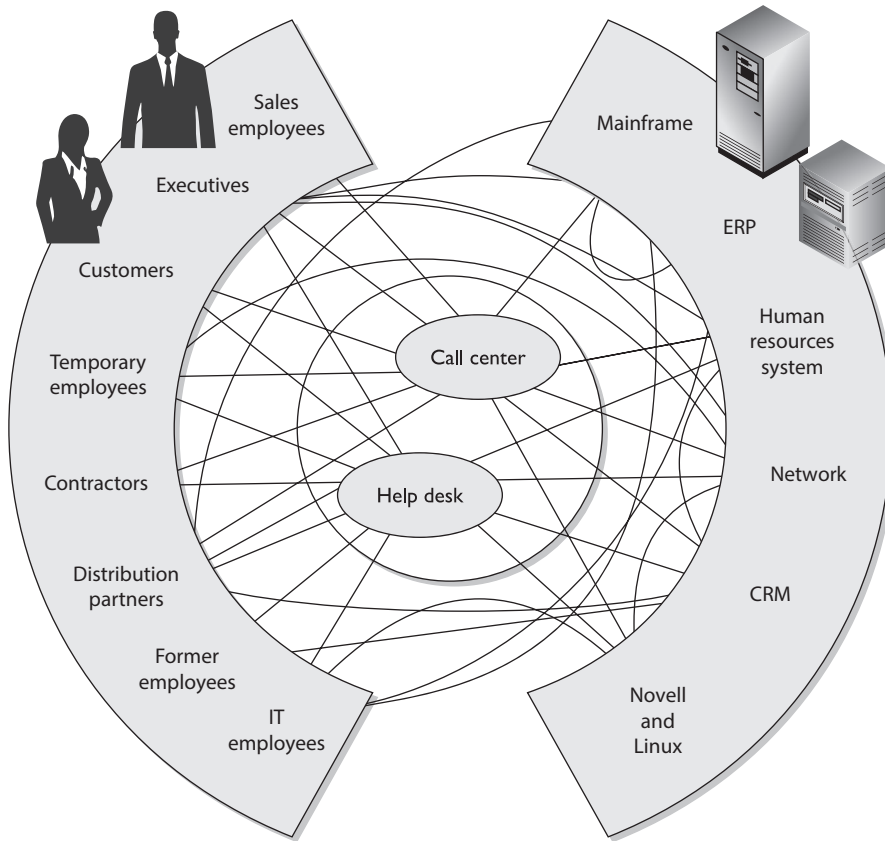 Sales
employees
Executives
Customers
Temporary
employees
Contractors
Distribution
partners
Former
employees
IT
employees
Call center
Help desk
Mainframe
ERP
Human
resources
system
Network
CRM
Novell
and
Linux